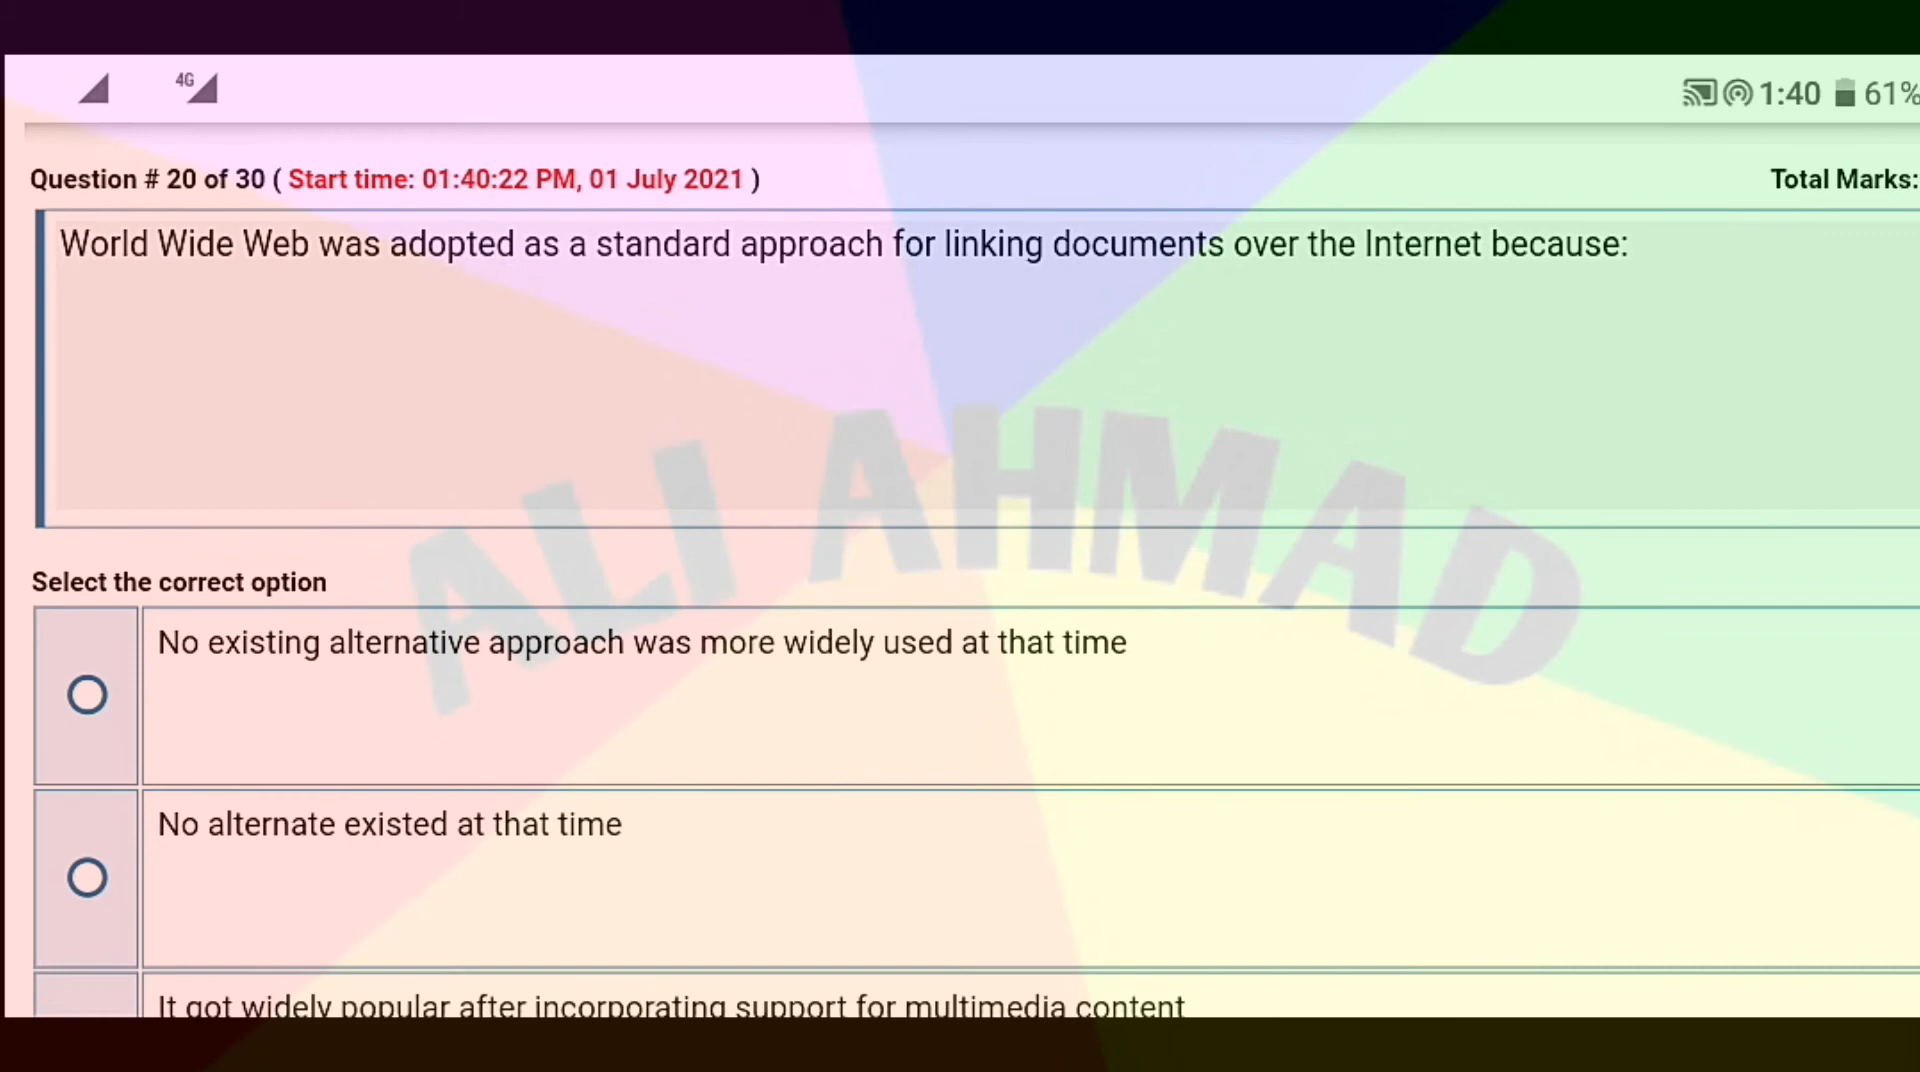 4G 1:40 61%
Question # 20 of 30 ( Start time: 01:40:22 PM, 01 July 2021 ) Total Marks:
World Wide Web was adopted as a standard approach for linking documents over the Internet because:
ALI AHMAD
Select the correct option
No existing alternative approach was more widely used at that time
No alternate existed at that time
It got widely popular after incorporating support for multimedia content